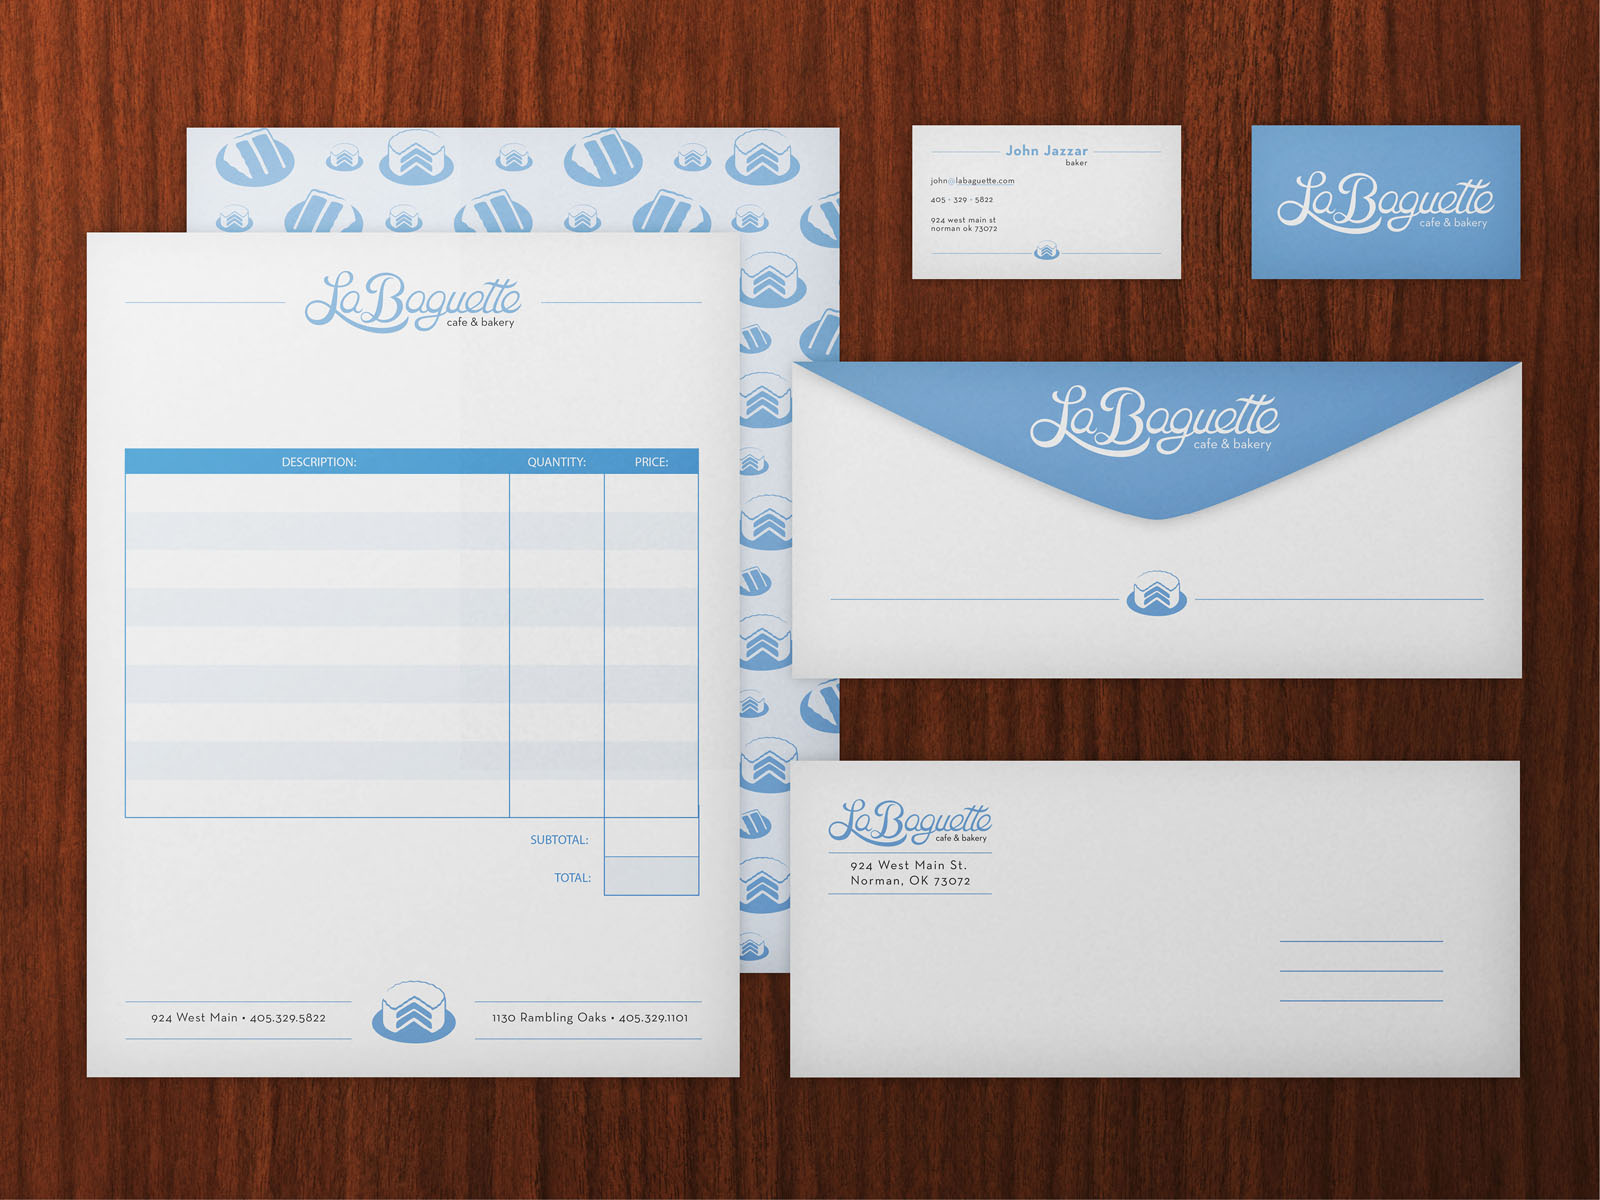 La Baguette
cafe & bakery
DESCRIPTION: QUANTITY: PRICE:
SUBTOTAL:
TOTAL:
924 West Main • 405.329.5822
1130 Rambling Oaks • 405.329.1101
John Jazzar
baker
john@labaguette.com
405 - 329 - 5822
924 west main st
norman ok 73072
La Baguette
cafe & bakery
La Baguette
cafe & bakery
La Baguette
cafe & bakery
924 West Main St.
Norman, OK 73072